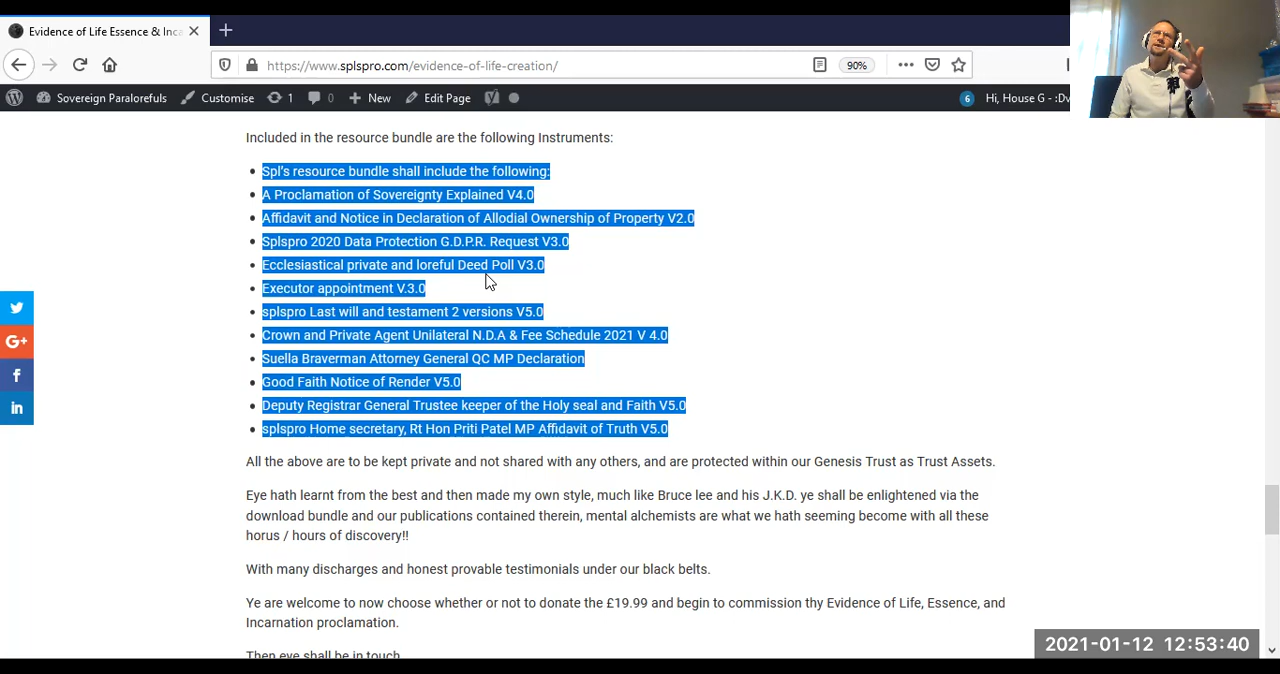 Evidence of Life Essence & Inca
https://www.splspro.com/evidence-of-life-creation/
90%
Sovereign Paralorefuls
Customise
1
0
New
Edit Page
6
Hi, House G - :Dv
Included in the resource bundle are the following Instruments:
Spl's resource bundle shall include the following:
A Proclamation of Sovereignty Explained V4.0
Affidavit and Notice in Declaration of Allodial Ownership of Property V2.0
Splspro 2020 Data Protection G.D.P.R. Request V3.0
Ecclesiastical private and loreful Deed Poll V3.0
Executor appointment V.3.0
splspro Last will and testament 2 versions V5.0
Crown and Private Agent Unilateral N.D.A & Fee Schedule 2021 V 4.0
Suella Braverman Attorney General QC MP Declaration
Good Faith Notice of Render V5.0
Deputy Registrar General Trustee keeper of the Holy seal and Faith V5.0
splspro Home secretary, Rt Hon Priti Patel MP Affidavit of Truth V5.0
All the above are to be kept private and not shared with any others, and are protected within our Genesis Trust as Trust Assets.
Eye hath learnt from the best and then made my own style, much like Bruce lee and his J.K.D. ye shall be enlightened via the
download bundle and our publications contained therein, mental alchemists are what we hath seeming become with all these
horus / hours of discovery!!
With many discharges and honest provable testimonials under our black belts.
Ye are welcome to now choose whether or not to donate the £19.99 and begin to commission thy Evidence of Life, Essence, and
Incarnation proclamation.
Then eye shall be in touch
2021-01-12 12:53:40